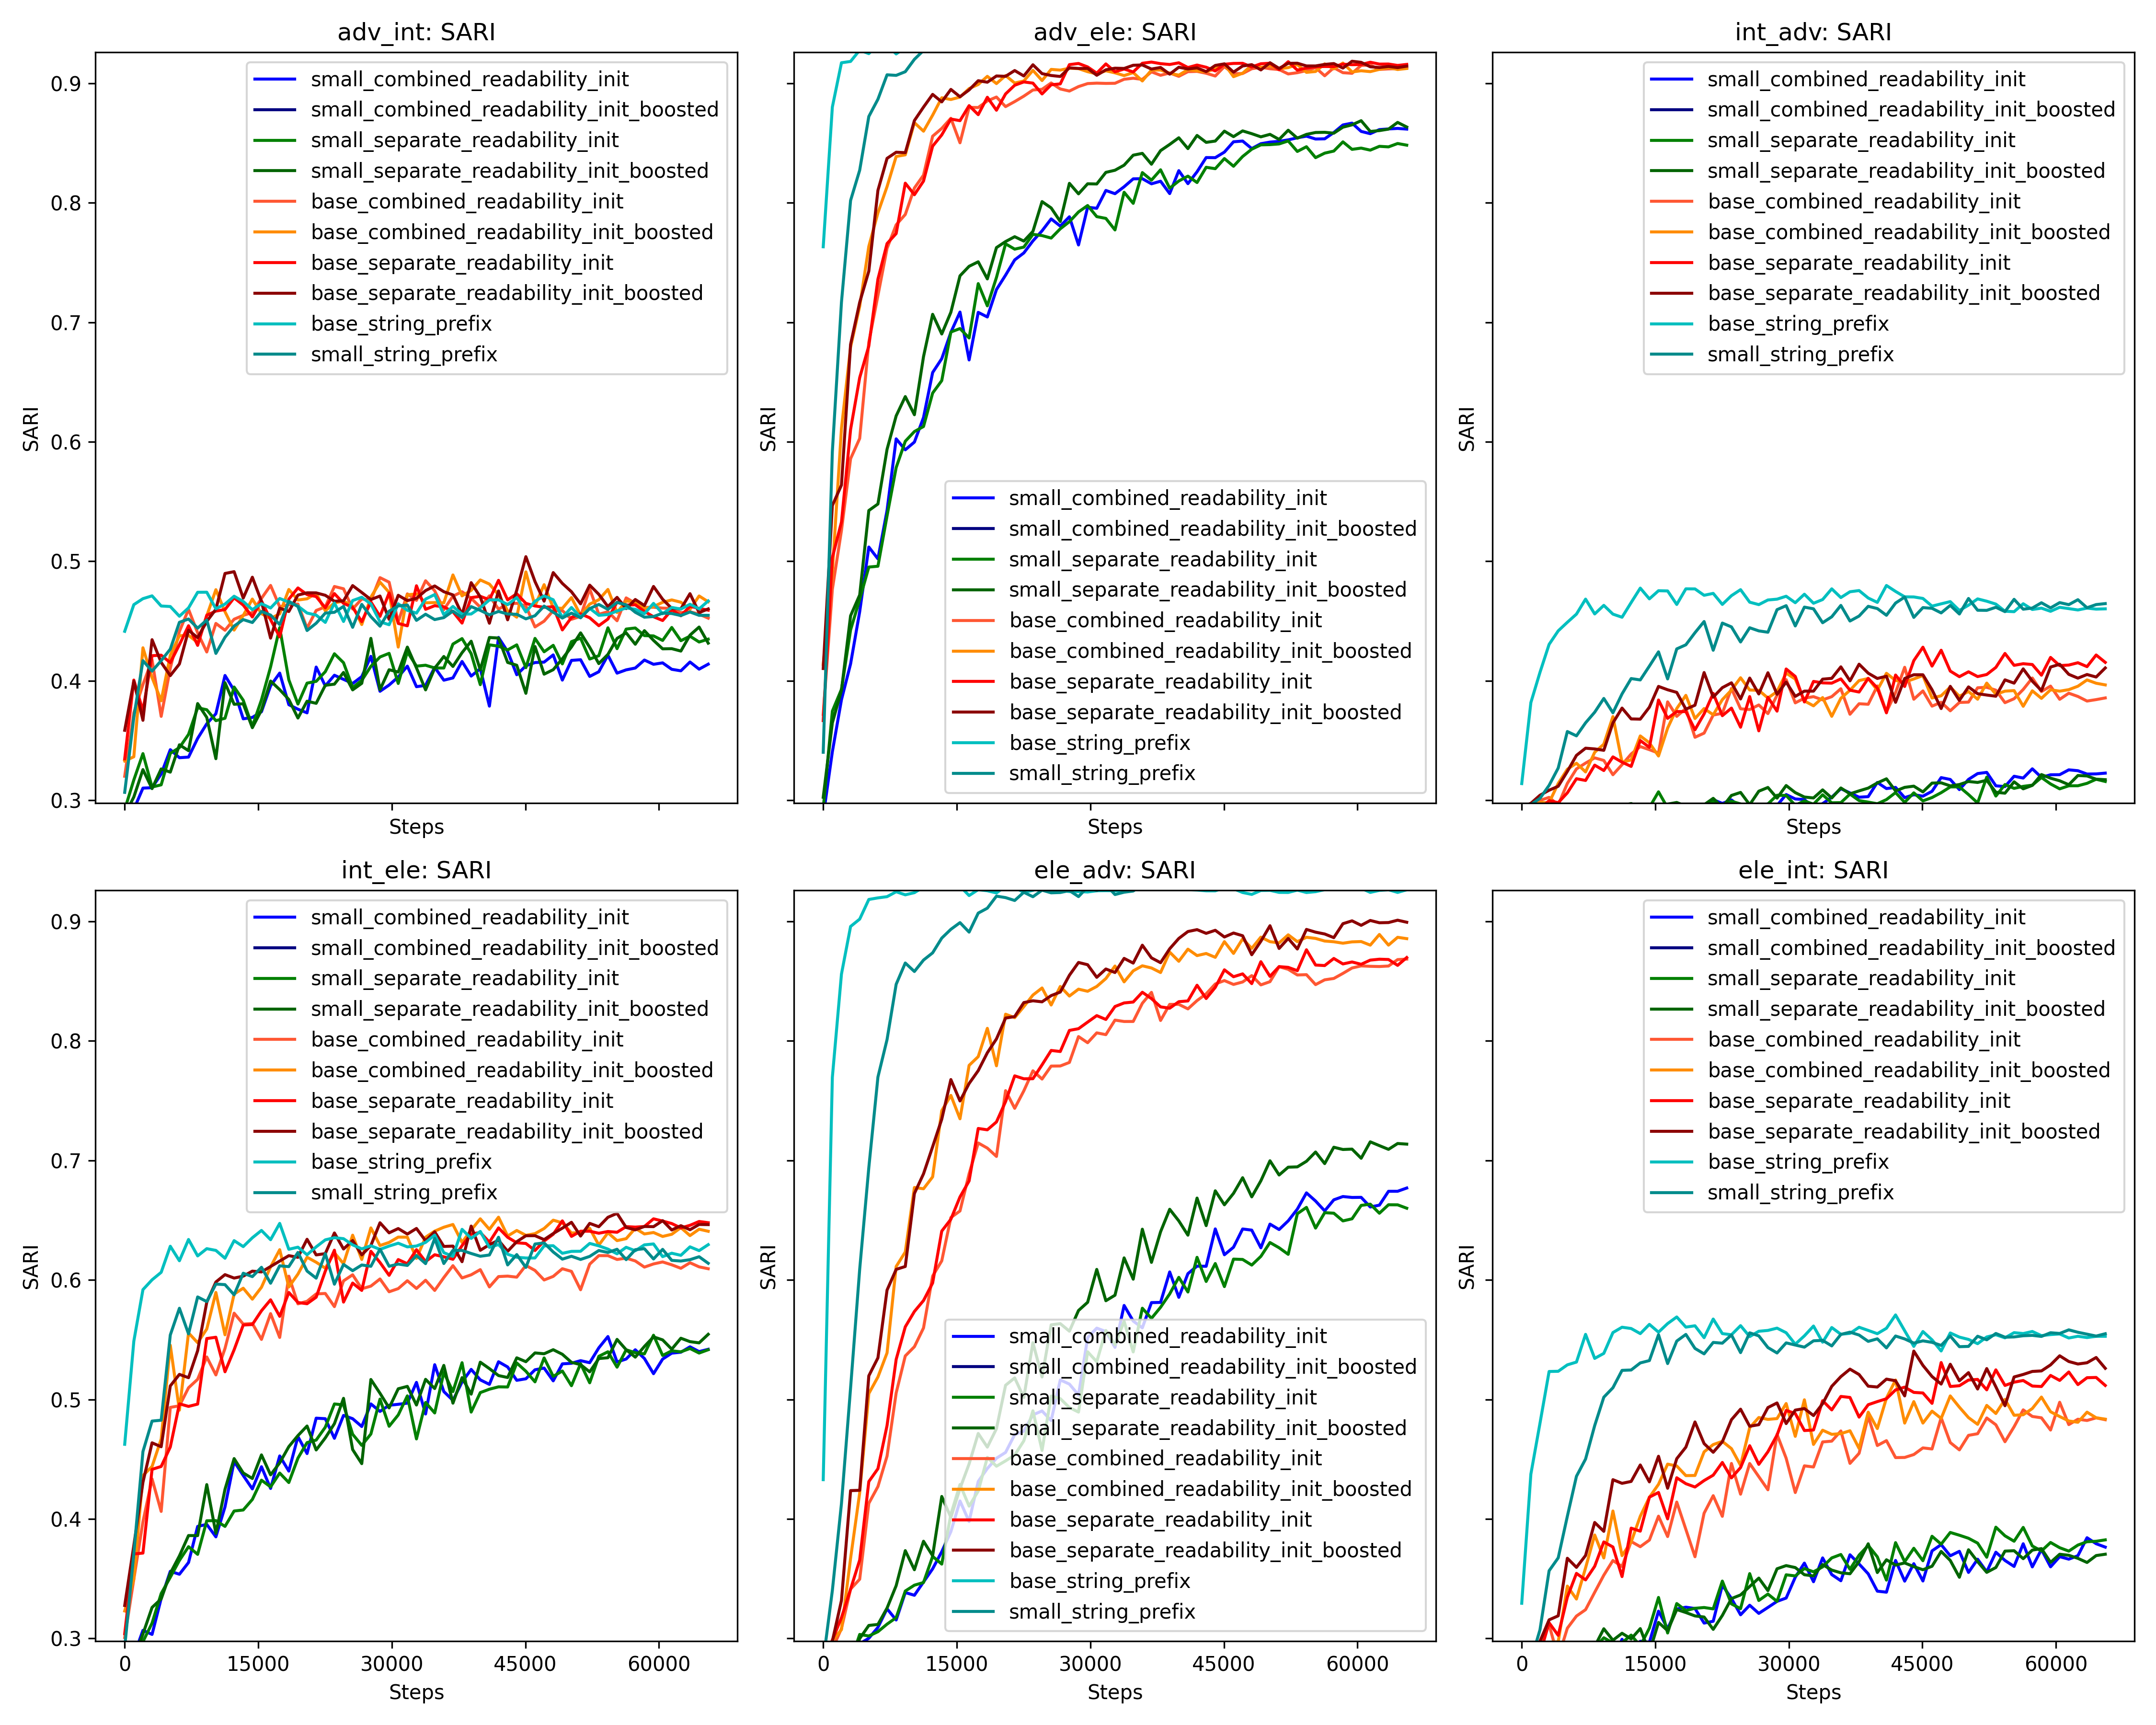 adv_int: SARI
0.9
0.8
0.7
0.6
0.5
0.4
0.3
SARI
Steps
small_combined_readability_init
small_combined_readability_init_boosted
small_separate_readability_init
small_separate_readability_init_boosted
base_combined_readability_init
base_combined_readability_init_boosted
base_separate_readability_init
base_separate_readability_init_boosted
base_string_prefix
small_string_prefix
adv_ele: SARI
SARI
Steps
small_combined_readability_init
small_combined_readability_init_boosted
small_separate_readability_init
small_separate_readability_init_boosted
base_combined_readability_init
base_combined_readability_init_boosted
base_separate_readability_init
base_separate_readability_init_boosted
base_string_prefix
small_string_prefix
int_adv: SARI
SARI
Steps
small_combined_readability_init
small_combined_readability_init_boosted
small_separate_readability_init
small_separate_readability_init_boosted
base_combined_readability_init
base_combined_readability_init_boosted
base_separate_readability_init
base_separate_readability_init_boosted
base_string_prefix
small_string_prefix
int_ele: SARI
0.9
0.8
0.7
0.6
0.5
0.4
0.3
SARI
small_combined_readability_init
small_combined_readability_init_boosted
small_separate_readability_init
small_separate_readability_init_boosted
base_combined_readability_init
base_combined_readability_init_boosted
base_separate_readability_init
base_separate_readability_init_boosted
base_string_prefix
small_string_prefix
0 15000 30000 45000 60000
Steps
ele_adv: SARI
SARI
small_combined_readability_init
small_combined_readability_init_boosted
small_separate_readability_init
small_separate_readability_init_boosted
base_combined_readability_init
base_combined_readability_init_boosted
base_separate_readability_init
base_separate_readability_init_boosted
base_string_prefix
small_string_prefix
0 15000 30000 45000 60000
Steps
ele_int: SARI
SARI
small_combined_readability_init
small_combined_readability_init_boosted
small_separate_readability_init
small_separate_readability_init_boosted
base_combined_readability_init
base_combined_readability_init_boosted
base_separate_readability_init
base_separate_readability_init_boosted
base_string_prefix
small_string_prefix
0 15000 30000 45000 60000
Steps